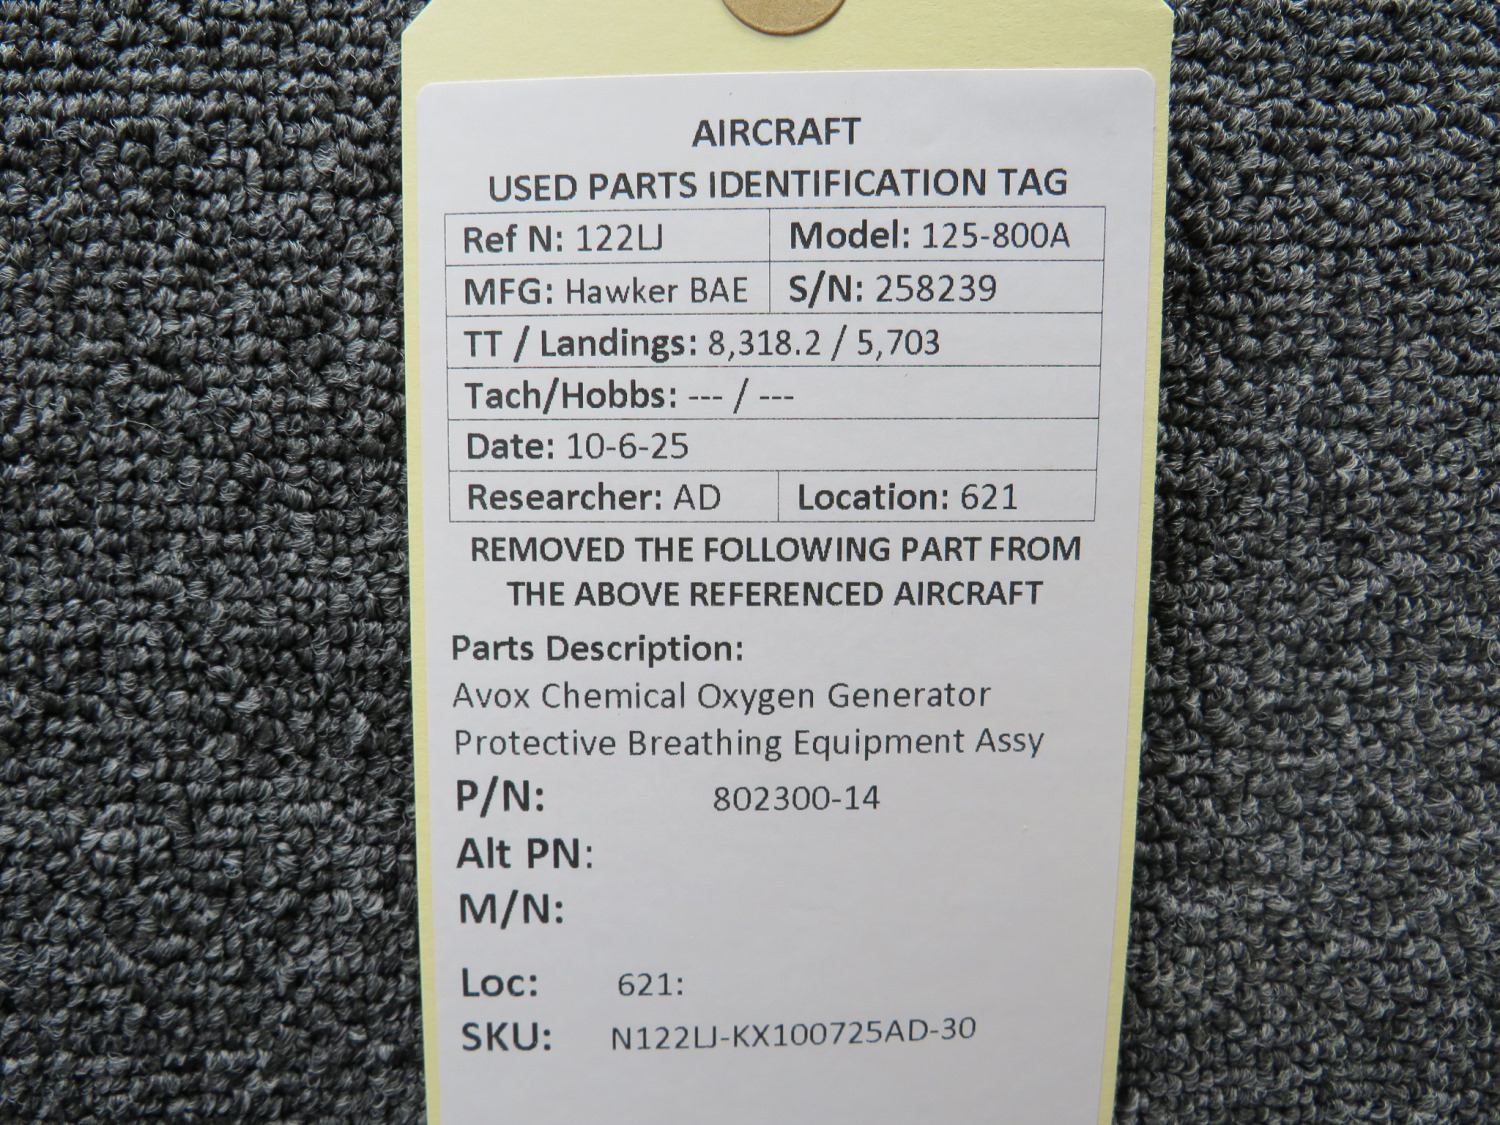 AIRCRAFT
USED PARTS IDENTIFICATION TAG
Ref N: 122LJ Model: 125-800A
MFG: Hawker BAE S/N: 258239
TT / Landings: 8,318.2 / 5,703
Tach/Hobbs: --- / ---
Date: 10-6-25
Researcher: AD Location: 621
REMOVED THE FOLLOWING PART FROM
THE ABOVE REFERENCED AIRCRAFT
Parts Description:
Avox Chemical Oxygen Generator
Protective Breathing Equipment Assy
P/N: 802300-14
Alt PN:
M/N:
Loc: 621:
SKU: N122LJ-KX100725AD-30